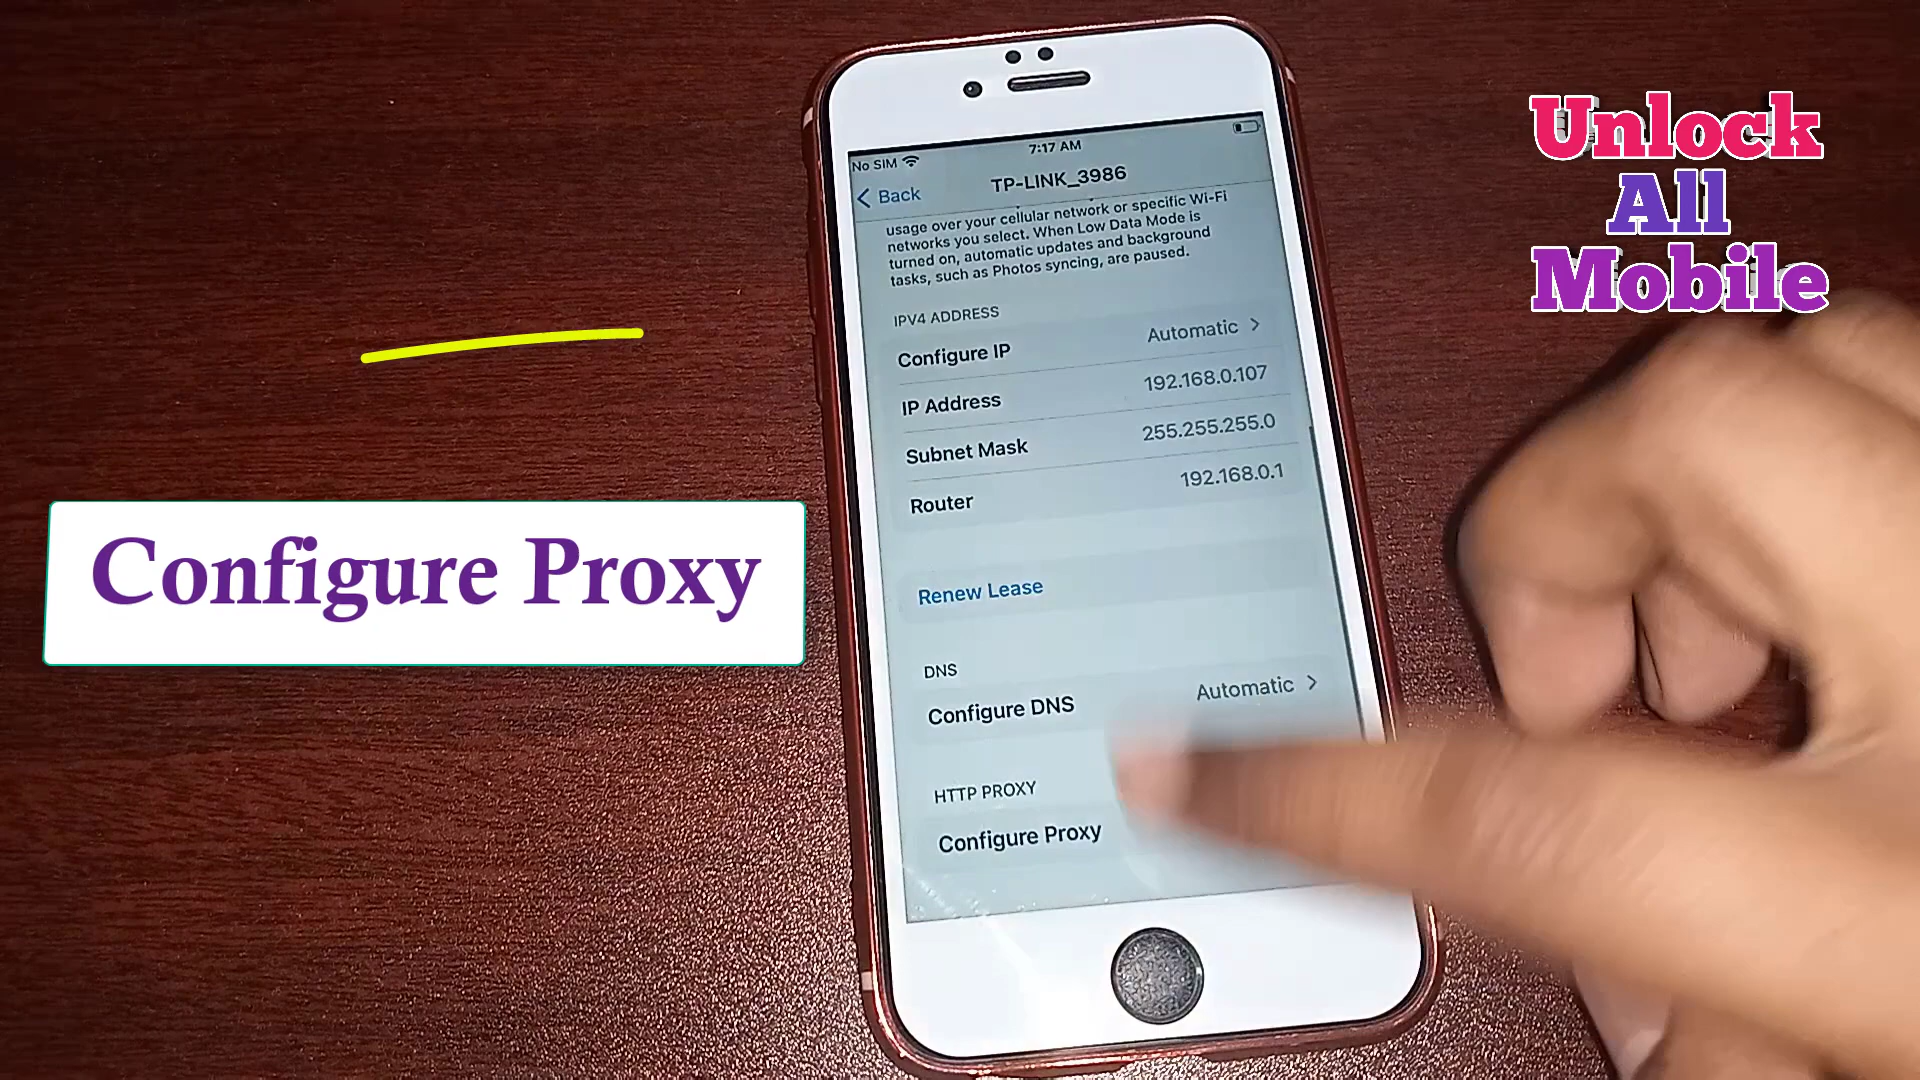 Unlock
All
Mobile
Configure Proxy
No SIM
7:17 AM
Back
TP-LINK_3986
usage over your cellular network or specific Wi-Fi
networks you select. When Low Data Mode is
turned on, automatic updates and background
tasks, such as Photos syncing, are paused.
IPV4 ADDRESS
Configure IP Automatic
IP Address 192.168.0.107
Subnet Mask 255.255.255.0
Router 192.168.0.1
Renew Lease
DNS
Configure DNS Automatic
HTTP PROXY
Configure Proxy